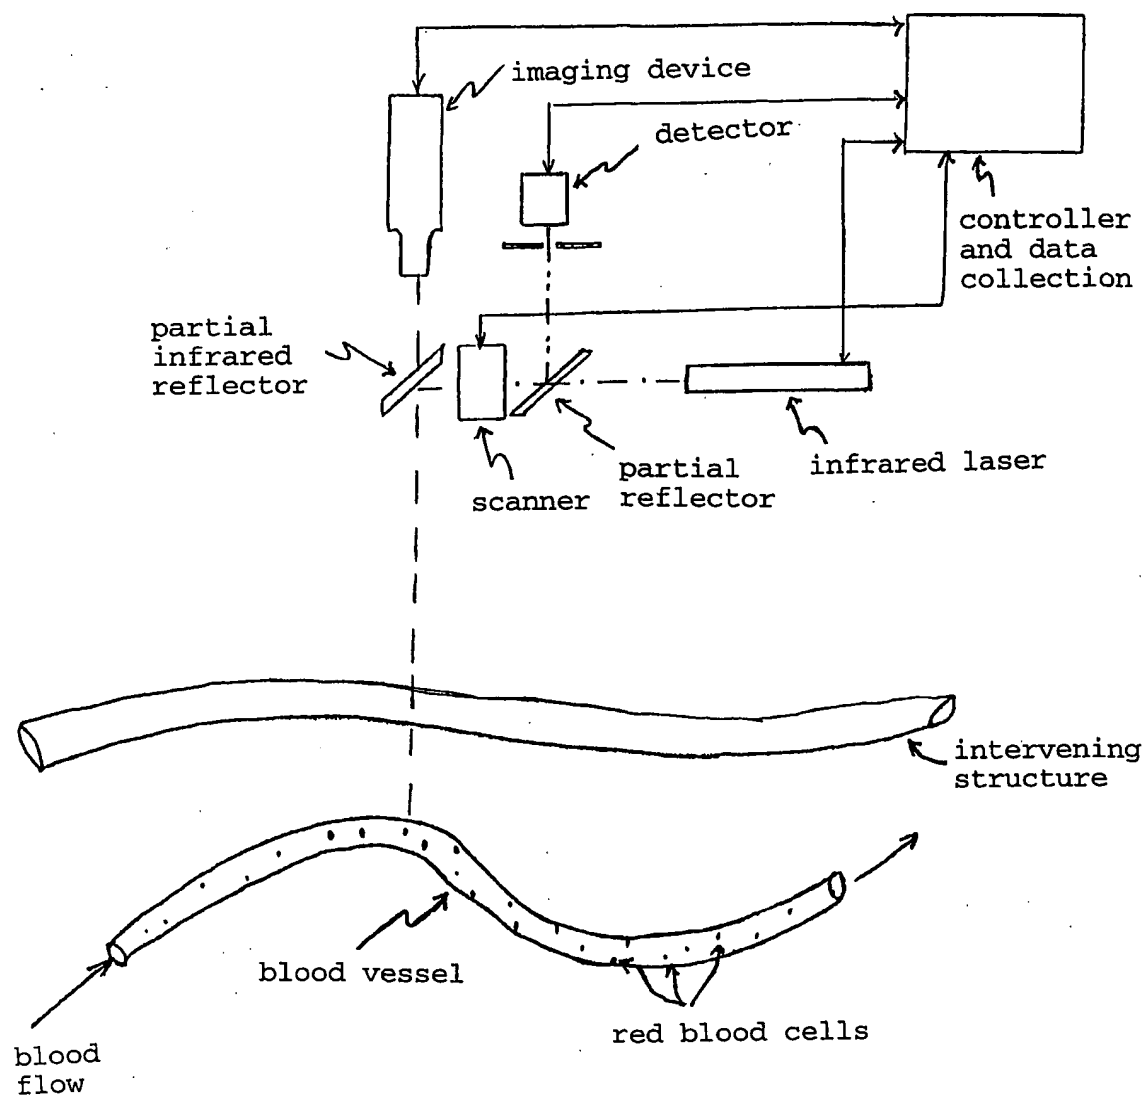 imaging device
detector
controller
and data
collection
partial
infrared
reflector
scanner
partial
reflector
infrared laser
intervening
structure
blood vessel
red blood cells
blood
flow